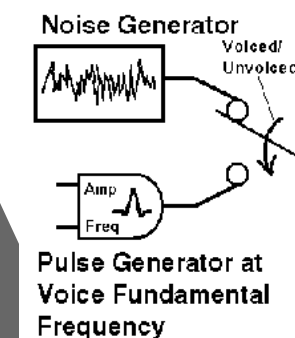 Noise Generator
Voiced/
Unvoiced
Amp
Freq
Pulse Generator at
Voice Fundamental
Frequency